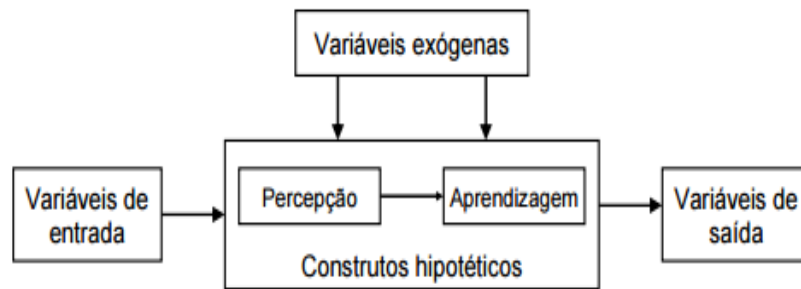 Variáveis exógenas
Variáveis de
entrada
Percepção
Aprendizagem
Construtos hipotéticos
Variáveis de
saída